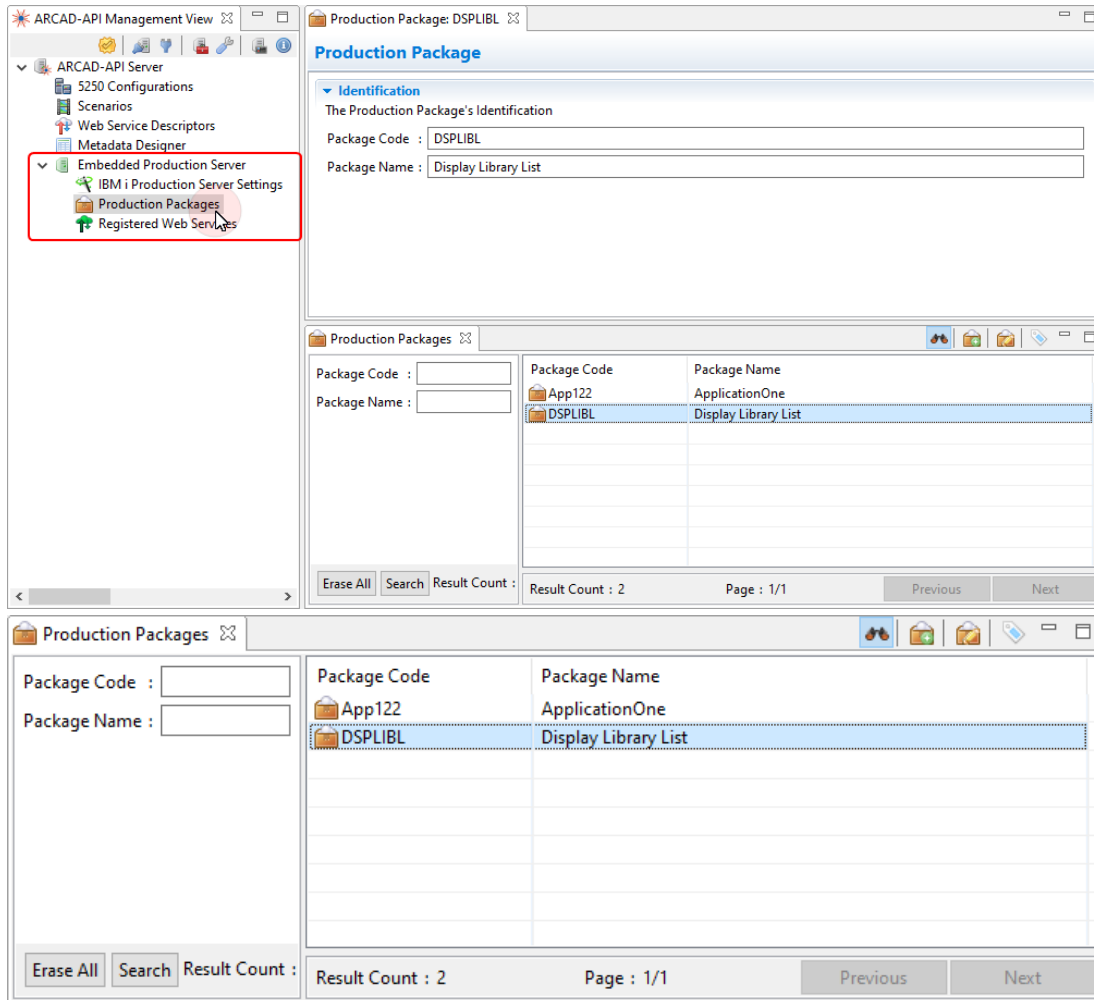 ARCAD-API Management View
ARCAD-API Server
5250 Configurations
Scenarios
Web Service Descriptors
Metadata Designer
Embedded Production Server
IBM i Production Server Settings
Production Packages
Registered Web Services
Production Package: DSPLIBL
Production Package
Identification
The Production Package's Identification
Package Code : DSPLIBL
Package Name : Display Library List
Production Packages
Package Code :
Package Name :
Erase All Search Result Count :
Package Code Package Name
App122 ApplicationOne
DSPLIBL Display Library List
Result Count : 2 Page : 1/1 Previous Next
Production Packages
Package Code :
Package Name :
Erase All Search Result Count :
Package Code Package Name
App122 ApplicationOne
DSPLIBL Display Library List
Result Count : 2 Page : 1/1 Previous Next